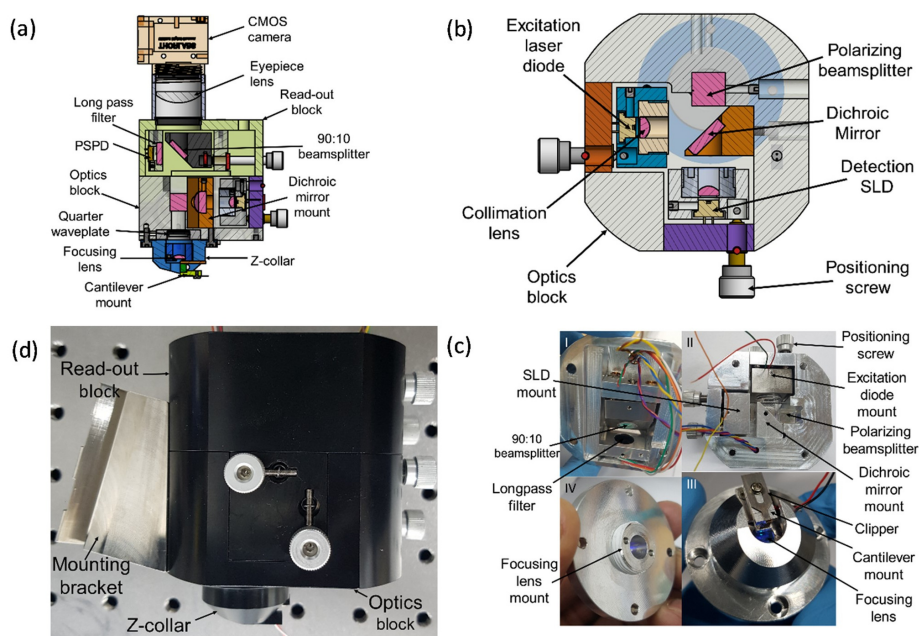 (a)
CMOS
camera
Eyepiece
lens
Long pass
filter
Read-out
block
PSPD
90:10
beamsplitter
Optics
block
Dichroic
mirror
mount
Quarter
waveplate
Focusing
lens
Z-collar
Cantilever
mount
(b)
Excitation
laser
diode
Polarizing
beamsplitter
Dichroic
Mirror
Detection
SLD
Collimation
lens
Optics
block
Positioning
screw
(d)
Read-out
block
Mounting
bracket
Z-collar
Optics
block
(c)
I
II
SLD
mount
Positioning
screw
Excitation
diode
mount
90:10
beamsplitter
Polarizing
beamsplitter
Longpass
filter
Dichroic
mirror
mount
IV
III
Clipper
Focusing
lens
mount
Cantilever
mount
Focusing
lens